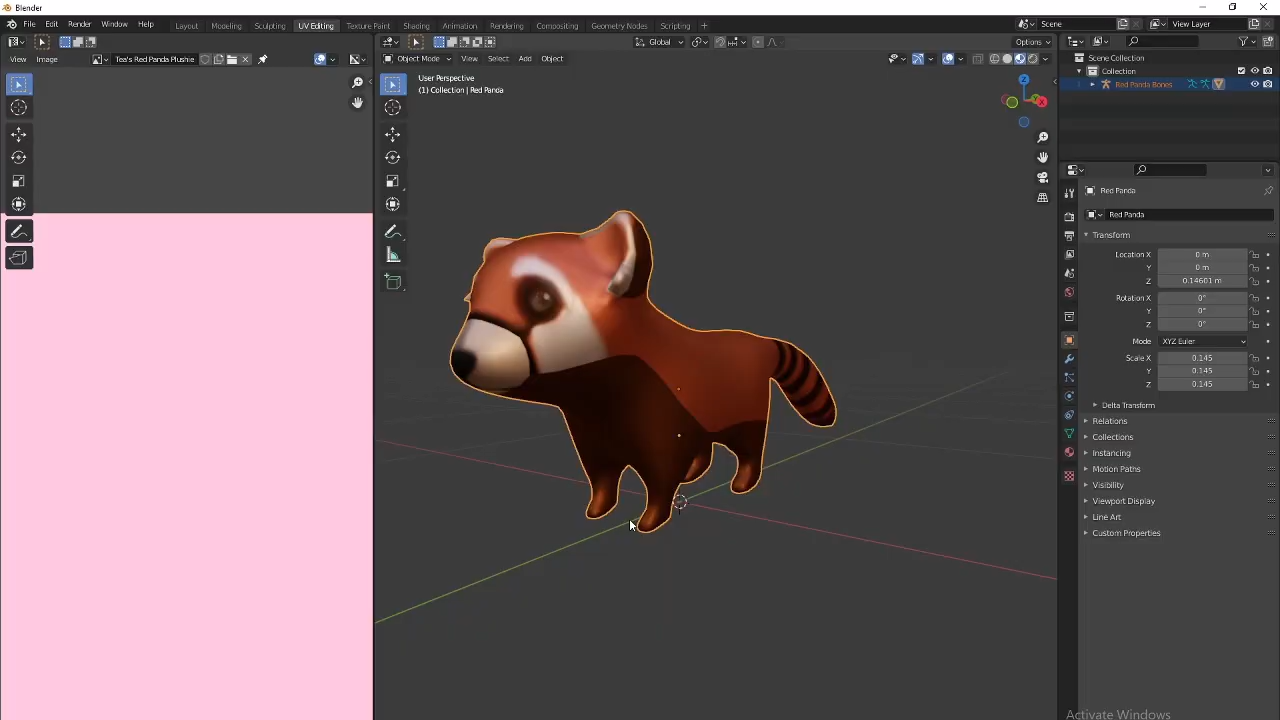 Blender
File Edit Render Window Help
Layout Modeling Sculpting UV Editing Texture Paint Shading Animation Rendering Compositing Geometry Nodes Scripting +
Scene
View Layer
Global
Options
View Image
Tea's Red Panda Plushie
Object Mode View Select Add Object
User Perspective
(1) Collection | Red Panda
Z
X
Scene Collection
Collection
Red Panda Bones
Red Panda
Red Panda
Transform
Location X 0 m
Y 0 m
Z 0.14601 m
Rotation X 0°
Y 0°
Z 0°
Mode XYZ Euler
Scale X 0.145
Y 0.145
Z 0.145
Delta Transform
Relations
Collections
Instancing
Motion Paths
Visibility
Viewport Display
Line Art
Custom Properties
Activate Windows